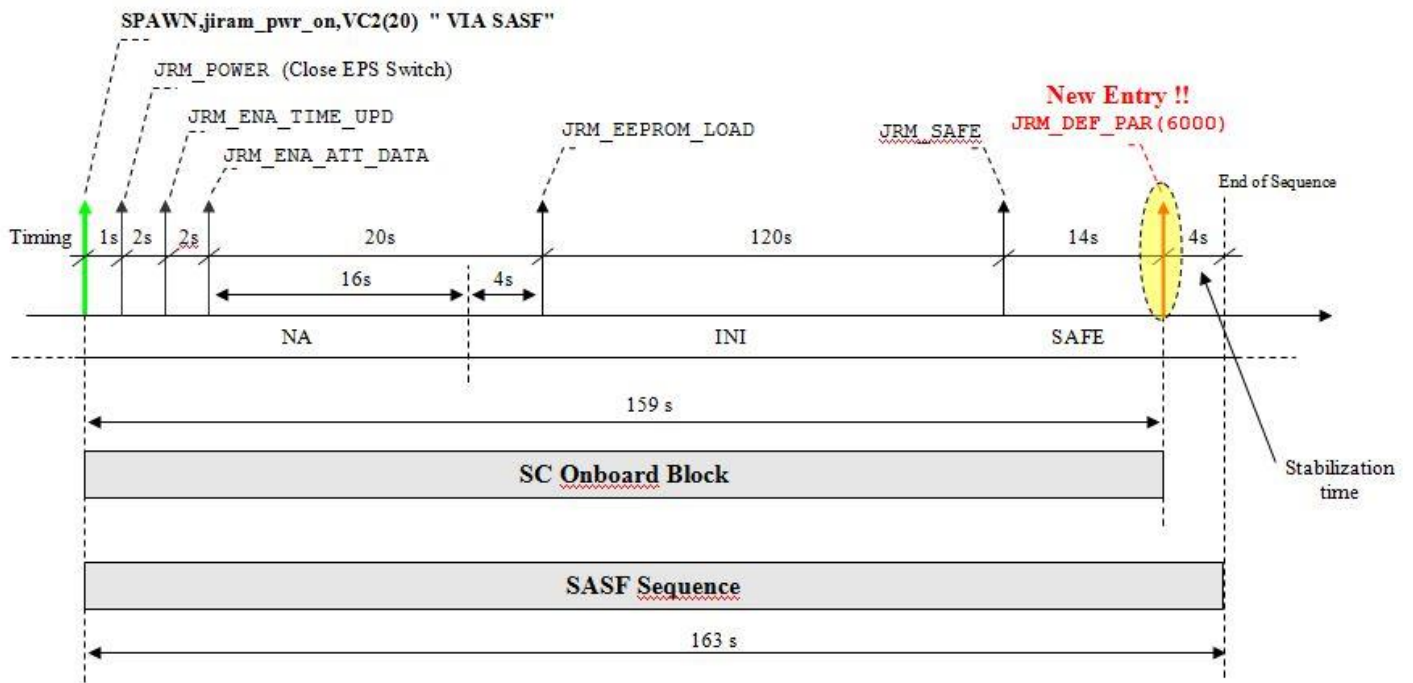 SPAWN,jiram_pwr_on,VC2(20) " VIA SASF"
JRM_POWER (Close EPS Switch)
JRM_ENA_TIME_UPD
JRM_ENA_ATT_DATA
JRM_EEPROM_LOAD
JRM_SAFE
New Entry !!
JRM_DEF_PAR(6000)
End of Sequence
Timing
1s
2s
2s
20s
120s
14s
4s
16s
4s
NA
INI
SAFE
159 s
SC Onboard Block
Stabilization
time
SASF Sequence
163 s